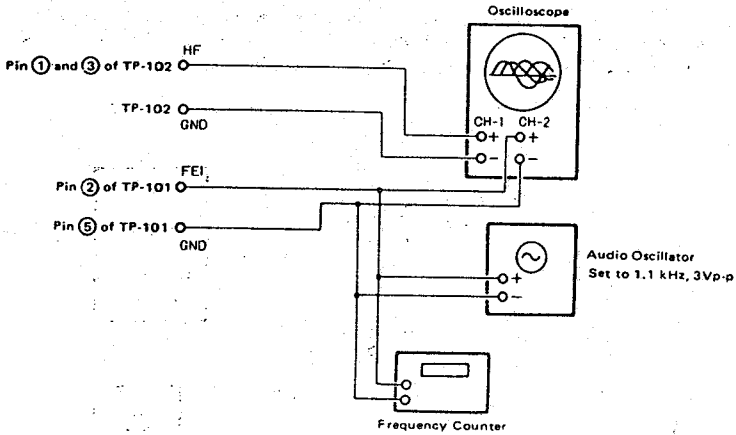 Oscilloscope
HF
Pin ① and ③ of TP-102
TP-102
GND
CH-1 CH-2
+ +
- -
FEI
Pin ② of TP-101
Pin ⑤ of TP-101
GND
Audio Oscillator
Set to 1.1 kHz, 3Vp-p
+
-
Frequency Counter